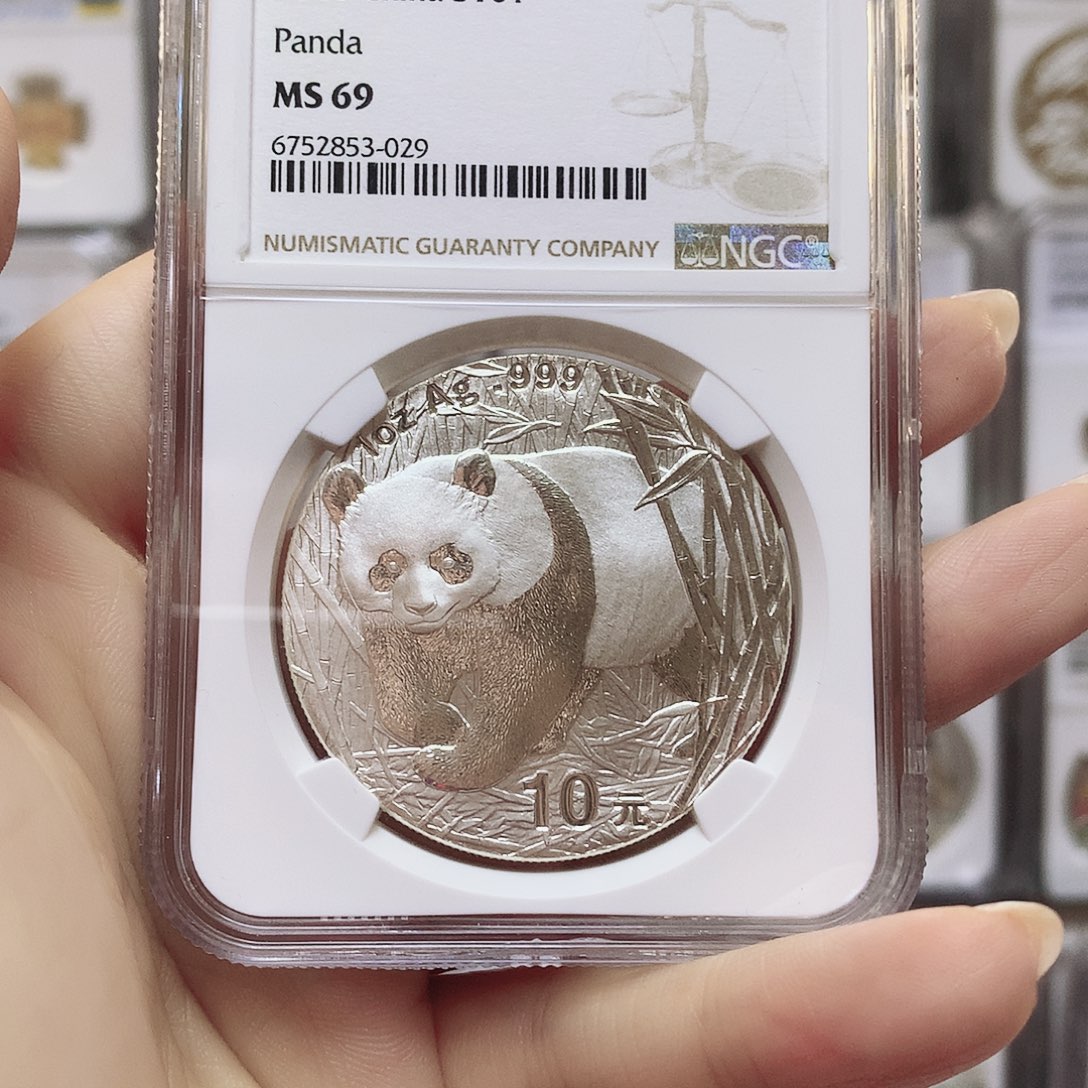 Panda
MS 69
6752853-029
NUMISMATIC GUARANTY COMPANY
NGC®
1oz Ag .999
10元